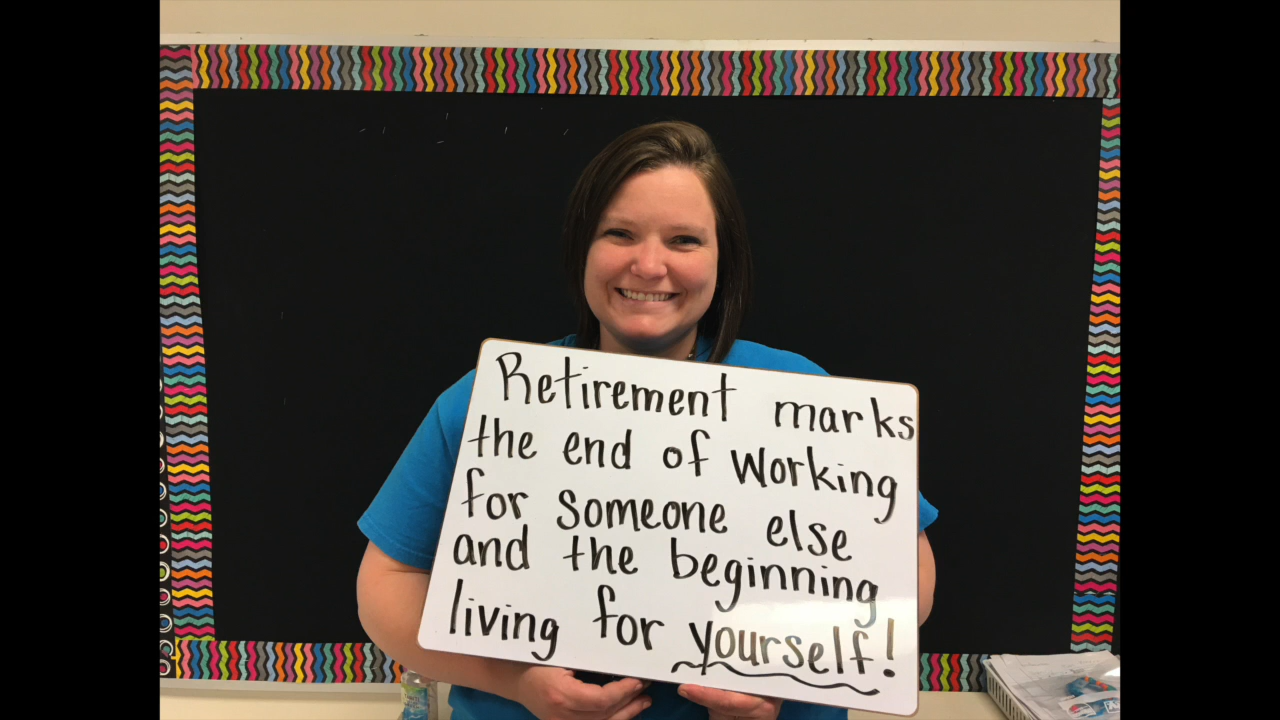 Retirement marks
the end of working
for someone else
and the beginning
living for yourself!